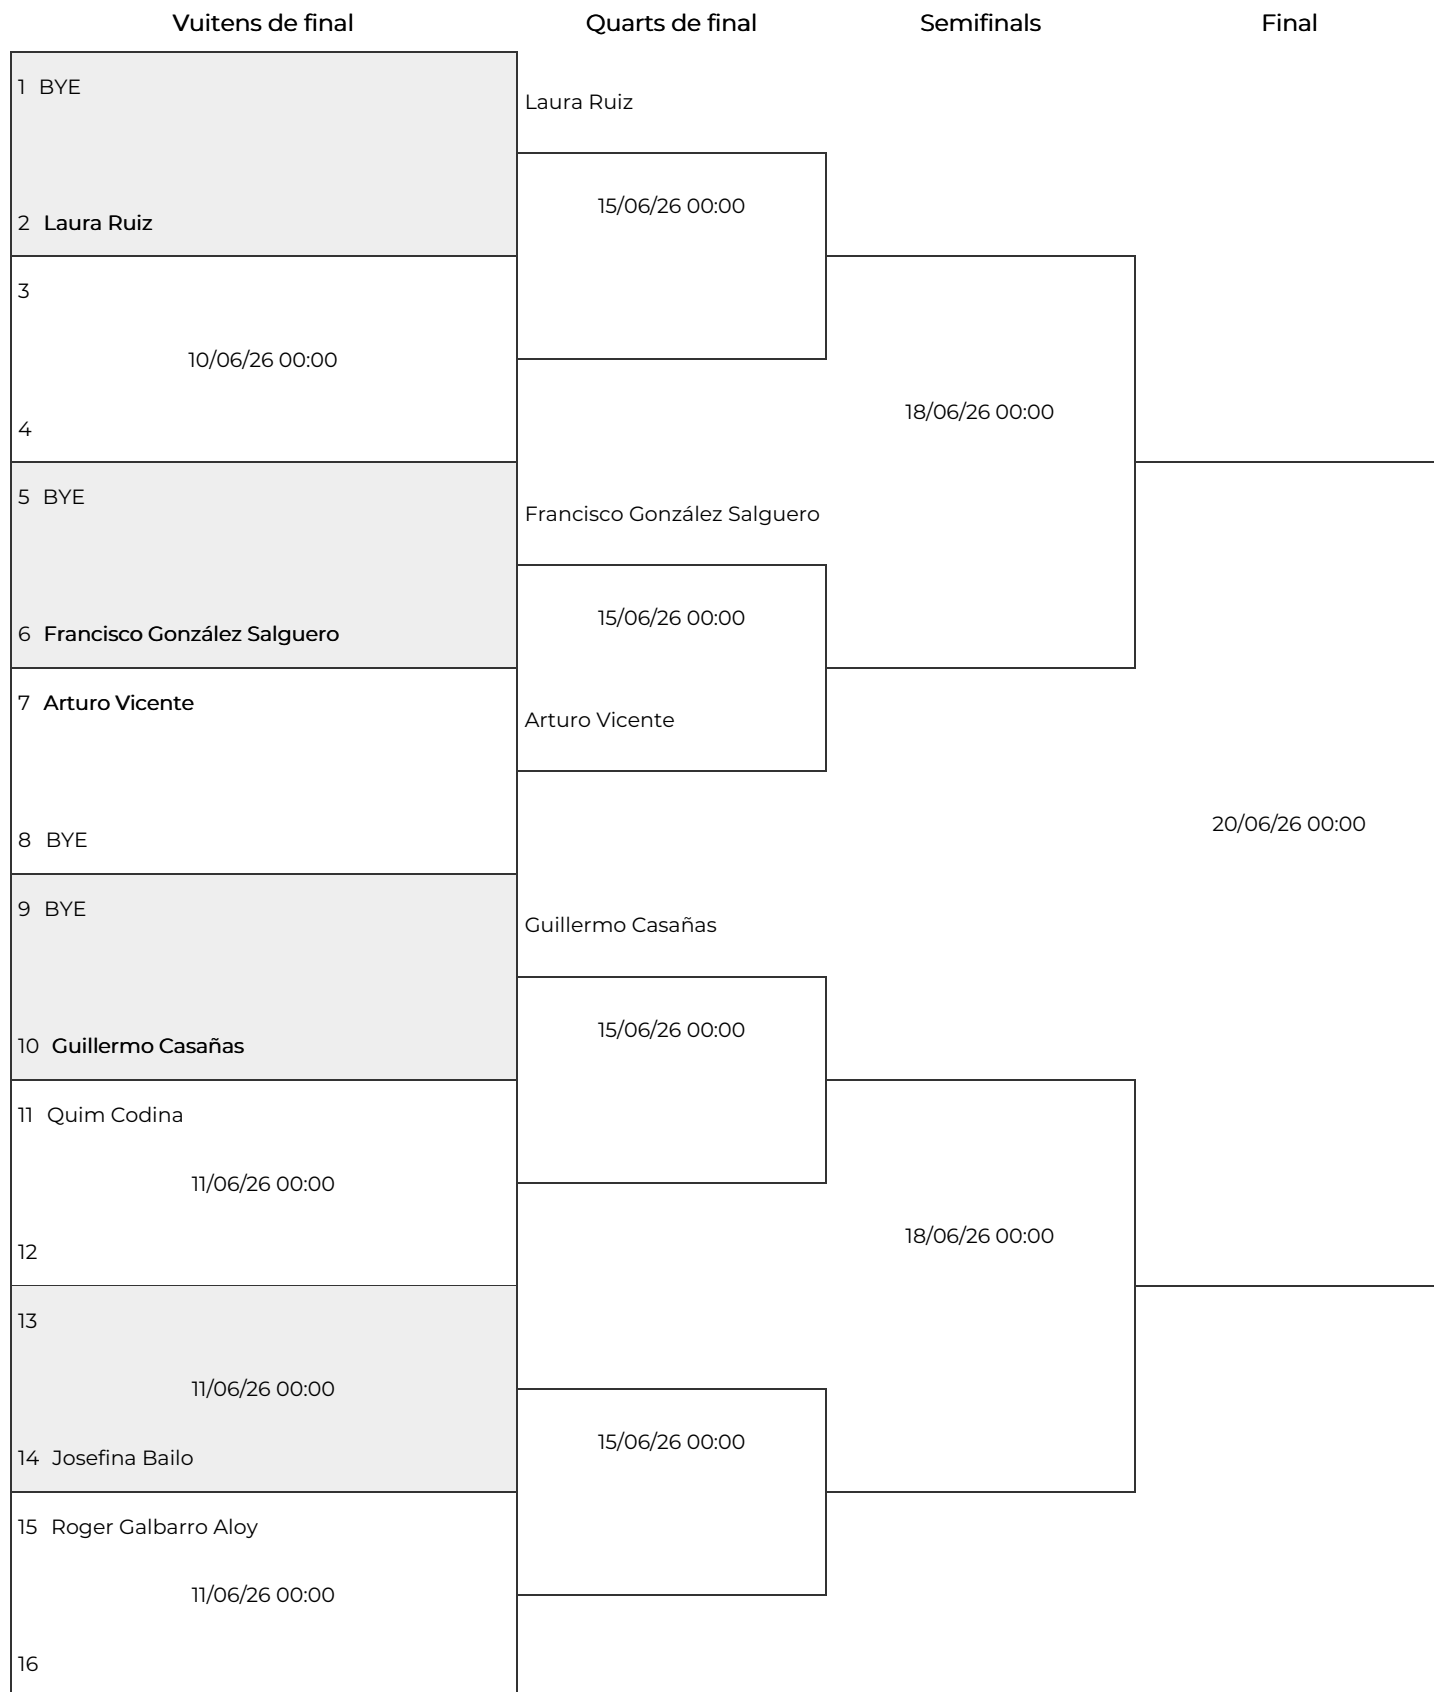 Vuitens de final
Quarts de final
Semifinals
Final
1 BYE
Laura Ruiz
15/06/26 00:00
2 Laura Ruiz
3
10/06/26 00:00
4
18/06/26 00:00
5 BYE
Francisco González Salguero
15/06/26 00:00
6 Francisco González Salguero
7 Arturo Vicente
Arturo Vicente
8 BYE
20/06/26 00:00
9 BYE
Guillermo Casañas
15/06/26 00:00
10 Guillermo Casañas
11 Quim Codina
11/06/26 00:00
12
18/06/26 00:00
13
11/06/26 00:00
15/06/26 00:00
14 Josefina Bailo
15 Roger Galbarro Aloy
11/06/26 00:00
16